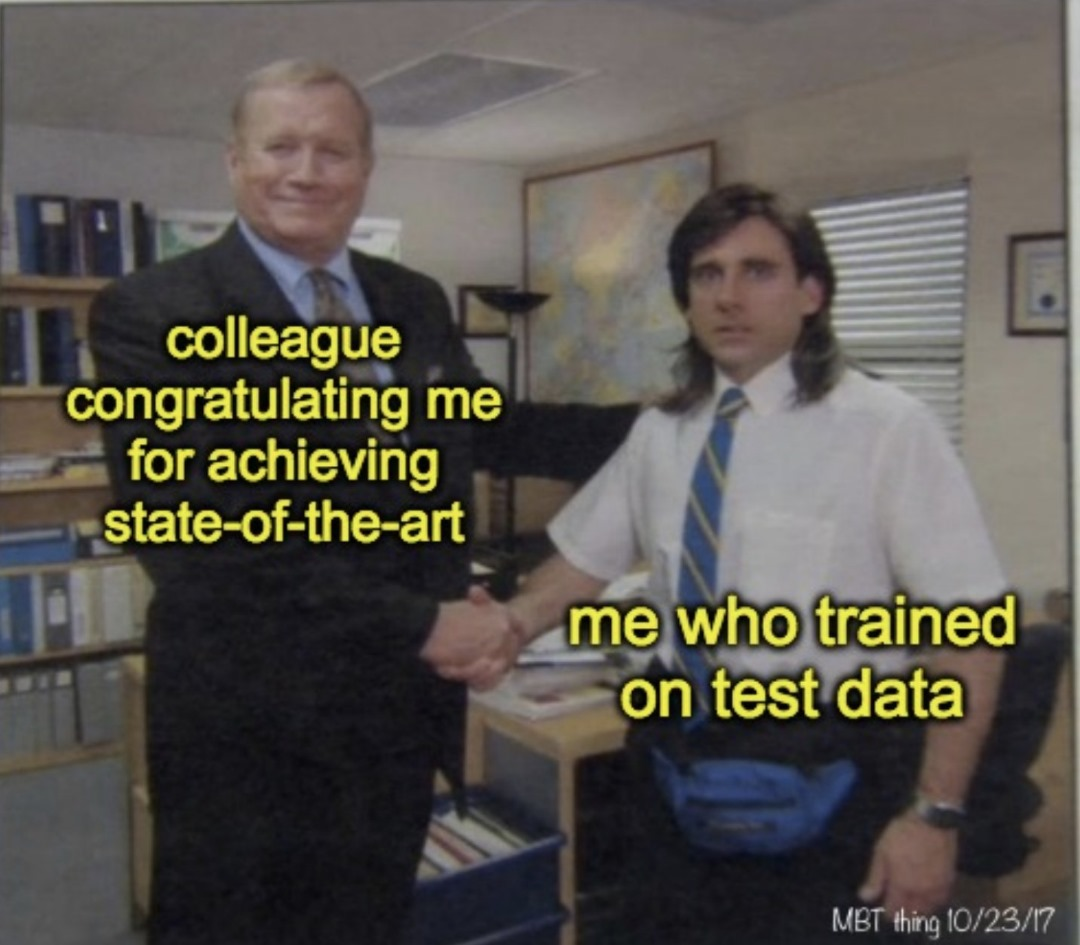 colleague
congratulating me
for achieving
state-of-the-art
me who trained
on test data
MBT thing 10/23/17